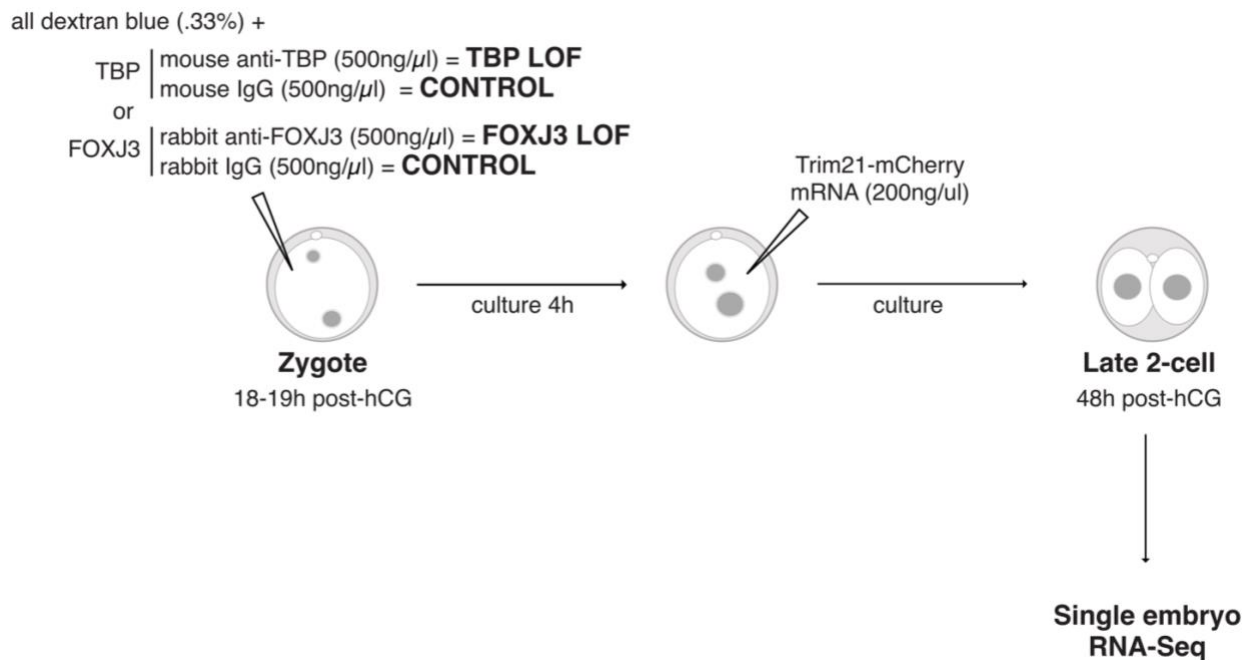 all dextran blue (.33%) +
TBP
mouse anti-TBP (500ng/µl) = TBP LOF
mouse IgG (500ng/µl) = CONTROL
or
FOXJ3
rabbit anti-FOXJ3 (500ng/µl) = FOXJ3 LOF
rabbit IgG (500ng/µl) = CONTROL
Trim21-mCherry
mRNA (200ng/ul)
culture 4h
culture
Zygote
18-19h post-hCG
Late 2-cell
48h post-hCG
Single embryo
RNA-Seq